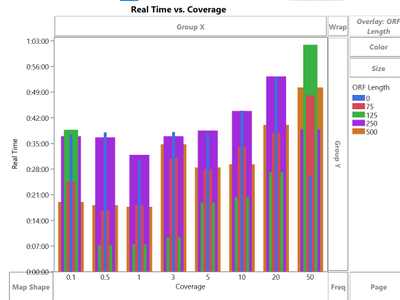 Real Time vs. Coverage
Group X
Wrap
Overlay: ORF
Length
Color
Size
ORF Length
0
75
125
250
500
Real Time
1:03:00
0:56:00
0:49:00
0:42:00
0:35:00
0:28:00
0:21:00
0:14:00
0:07:00
0:00:00
Group Y
0.1
0.5
1
3
5
10
20
50
Coverage
Map Shape
Freq
Page